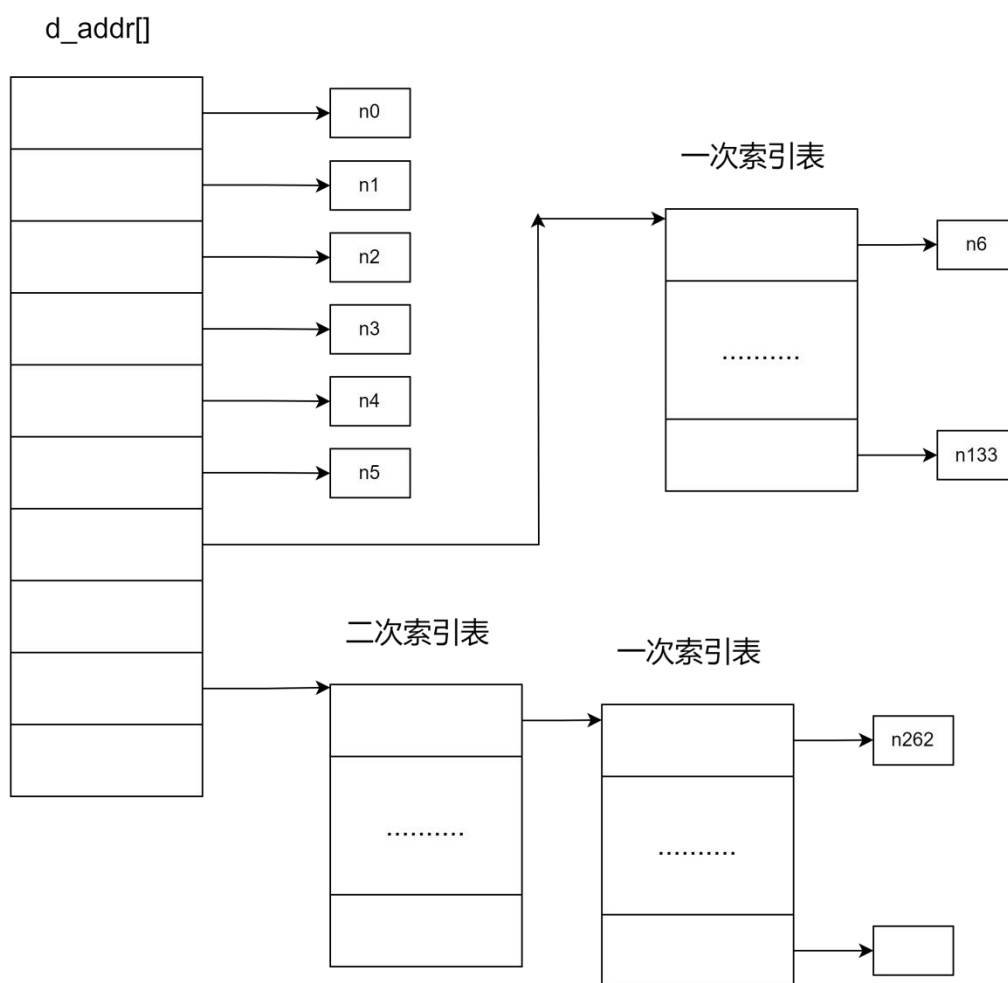 d_addr[]
n0
n1
n2
n3
n4
n5
一次索引表
n6
..........
n133
二次索引表
..........
一次索引表
n262
..........